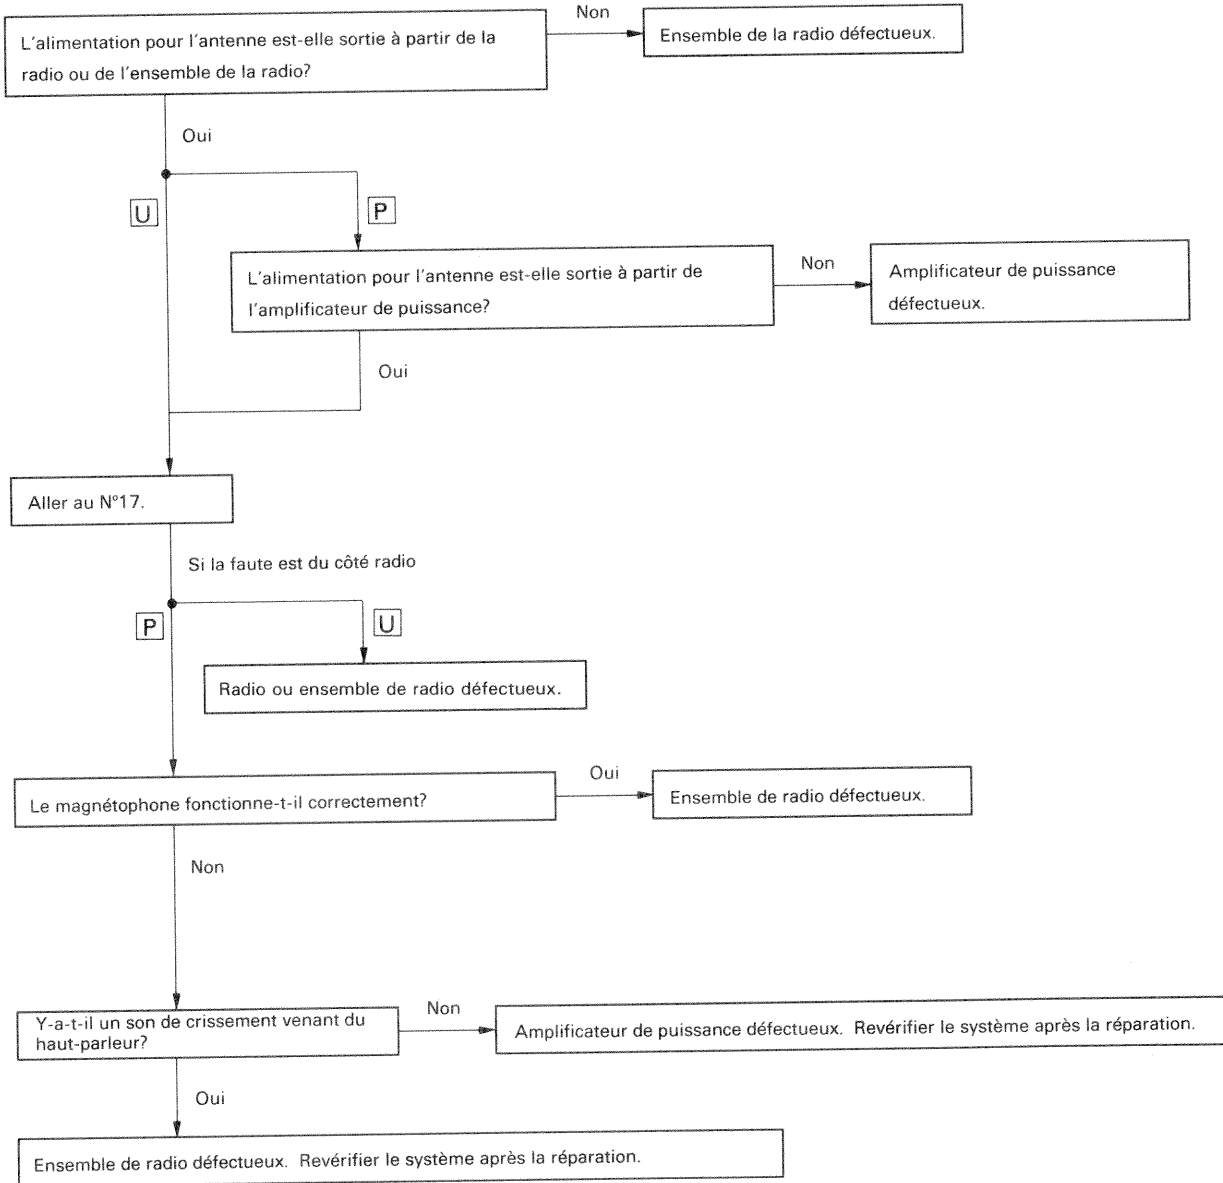 L'alimentation pour l'antenne est-elle sortie à partir de la
radio ou de l'ensemble de la radio?
Non
Ensemble de la radio défectueux.
Oui
U
P
L'alimentation pour l'antenne est-elle sortie à partir de
l'amplificateur de puissance?
Non
Amplificateur de puissance
défectueux.
Oui
Aller au N°17.
Si la faute est du côté radio
P
U
Radio ou ensemble de radio défectueux.
Le magnétophone fonctionne-t-il correctement?
Oui
Ensemble de radio défectueux.
Non
Y-a-t-il un son de crissement venant du
haut-parleur?
Non
Amplificateur de puissance défectueux. Revérifier le système après la réparation.
Oui
Ensemble de radio défectueux. Revérifier le système après la réparation.